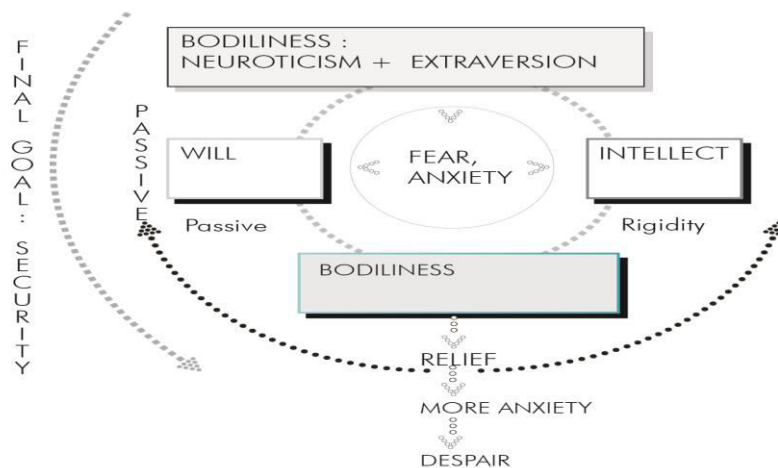 FINAL GOAL: SECURITY
BODILINESS :
NEUROTICISM + EXTRAVERSION
PASSIVE
WILL
FEAR,
ANXIETY
INTELLECT
Passive
Rigidity
BODILINESS
RELIEF
MORE ANXIETY
DESPAIR